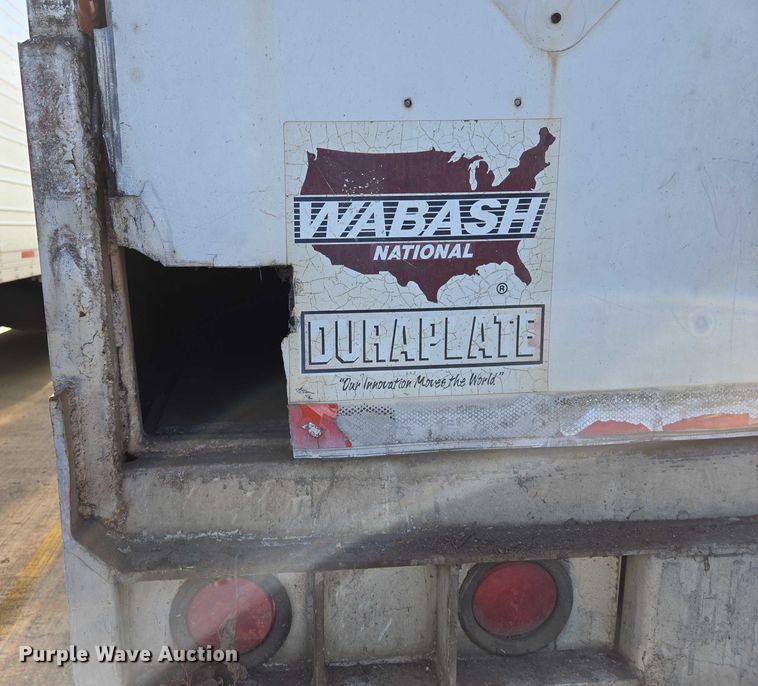 WABASH
NATIONAL
®
DURAPLATE
"Our Innovation Moves the World"
Purple Wave Auction